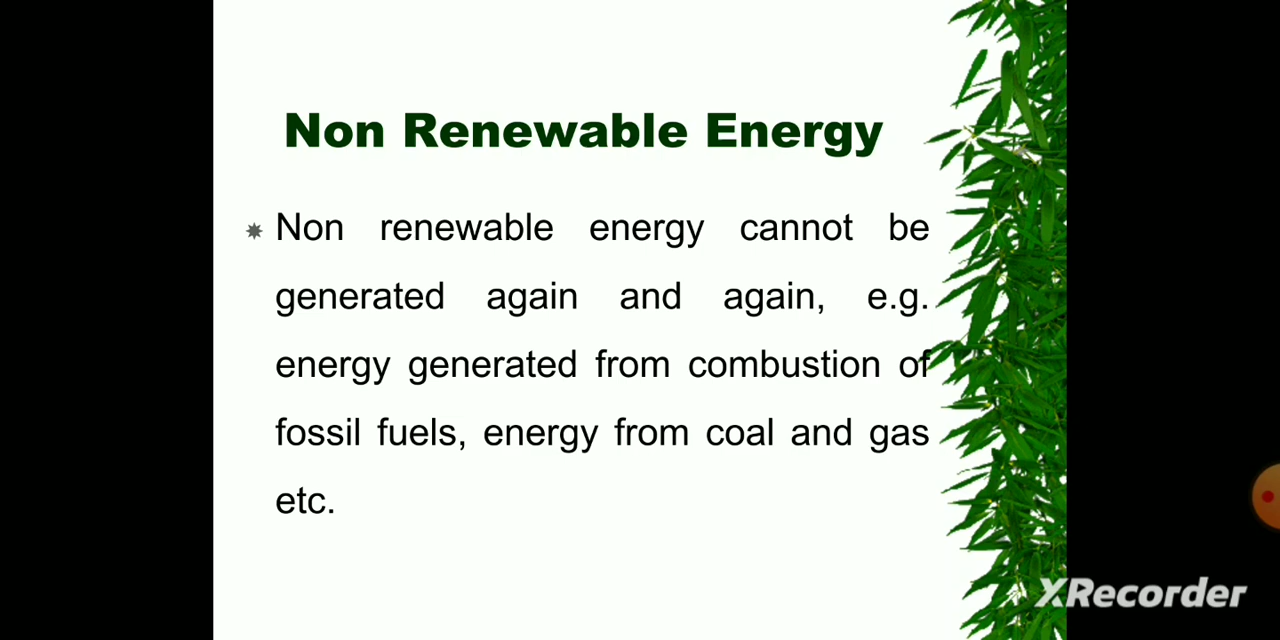 Non Renewable Energy
Non renewable energy cannot be
generated again and again, e.g.
energy generated from combustion of
fossil fuels, energy from coal and gas
etc.
XRecorder